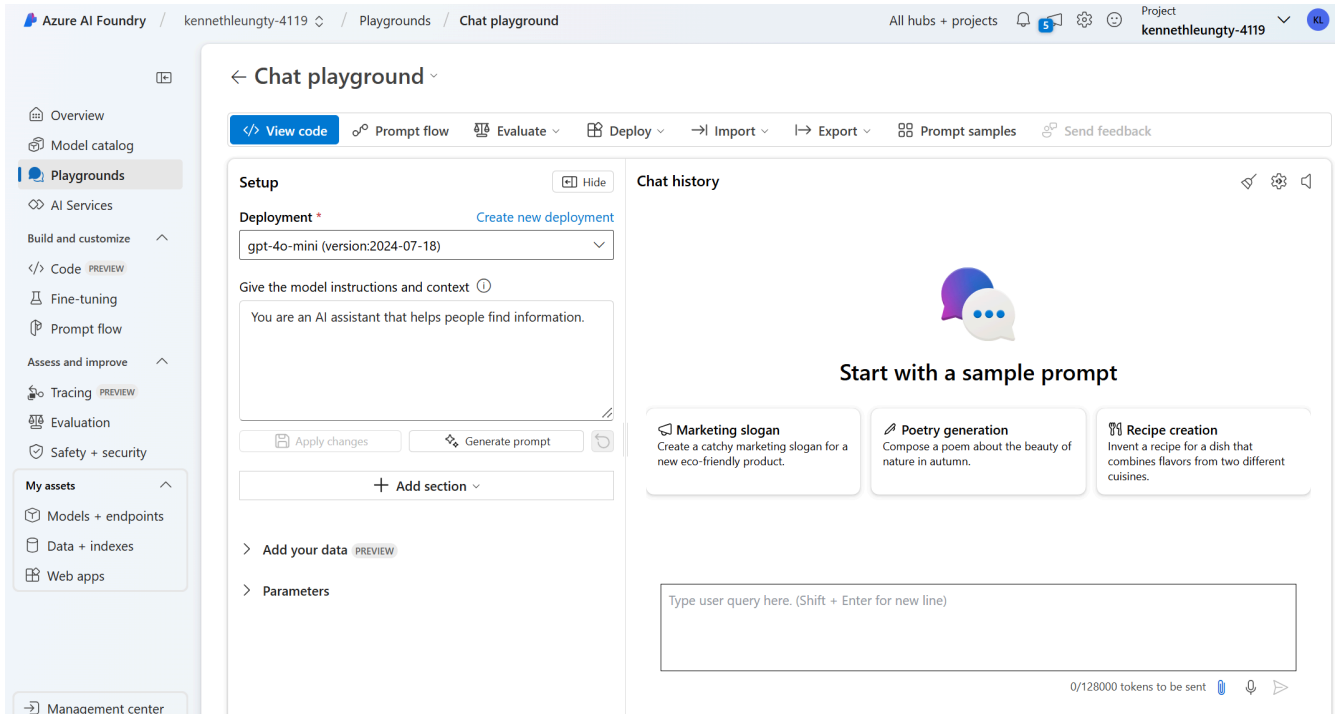 Azure AI Foundry / kennethleungty-4119 / Playgrounds / Chat playground
All hubs + projects
5
Project
kennethleungty-4119
KL
Overview
Model catalog
Playgrounds
AI Services
Build and customize
Code PREVIEW
Fine-tuning
Prompt flow
Assess and improve
Tracing PREVIEW
Evaluation
Safety + security
My assets
Models + endpoints
Data + indexes
Web apps
Management center
Chat playground
View code
Prompt flow
Evaluate
Deploy
Import
Export
Prompt samples
Send feedback
Setup
Hide
Deployment *
Create new deployment
gpt-4o-mini (version:2024-07-18)
Give the model instructions and context
You are an AI assistant that helps people find information.
Apply changes
Generate prompt
Add section
Add your data PREVIEW
Parameters
Chat history
Start with a sample prompt
Marketing slogan
Create a catchy marketing slogan for a
new eco-friendly product.
Poetry generation
Compose a poem about the beauty of
nature in autumn.
Recipe creation
Invent a recipe for a dish that
combines flavors from two different
cuisines.
Type user query here. (Shift + Enter for new line)
0/128000 tokens to be sent